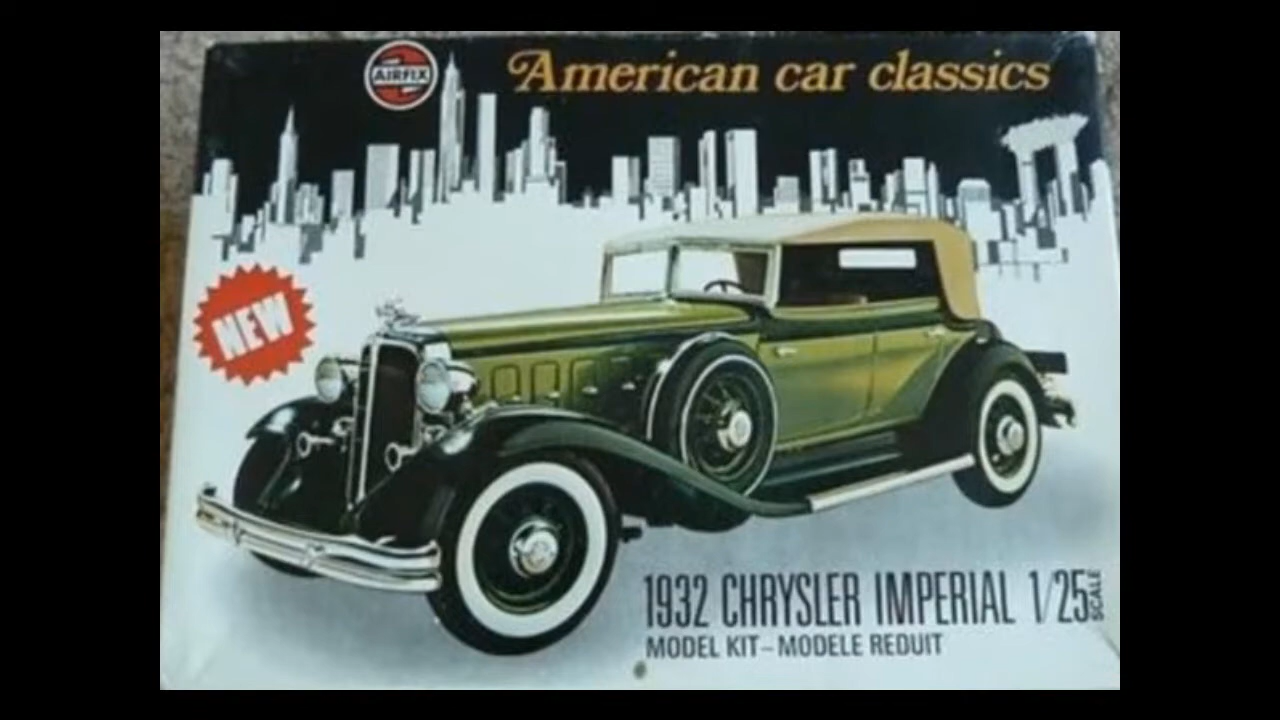 AIRFIX
American car classics
NEW
1932 CHRYSLER IMPERIAL 1/25 SCALE
MODEL KIT - MODELE REDUIT